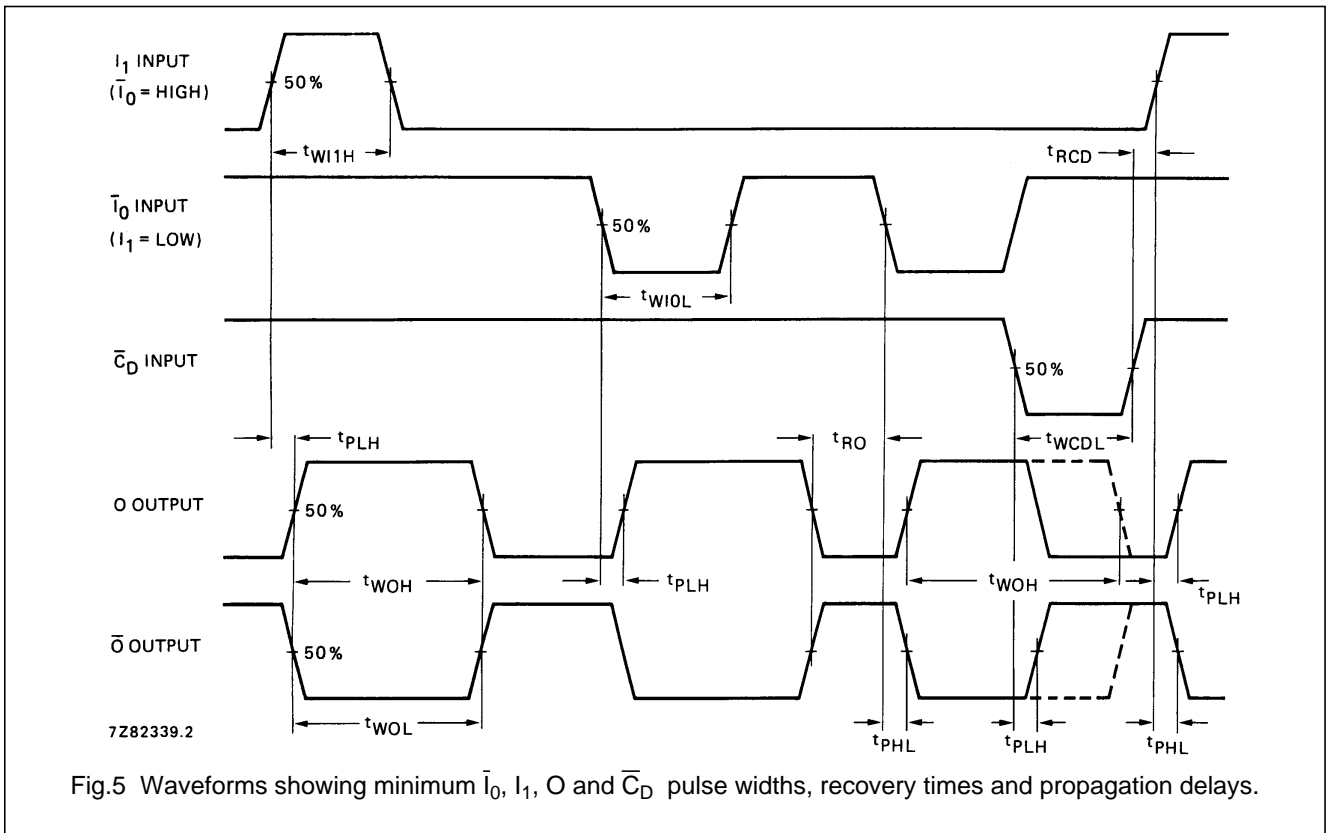 I₁ INPUT
(Ī₀ = HIGH)
50%
tWI1H
tRCD
Ī₀ INPUT
(I₁ = LOW)
50%
tWI0L
C̅D INPUT
50%
tPLH
tRO
tWCDL
O OUTPUT
50%
tWOH
tPLH
tWOH
tPLH
O̅ OUTPUT
50%
tWOL
tPHL
tPLH
tPHL
7Z82339.2
Fig.5 Waveforms showing minimum Ī₀, I₁, O and C̅D pulse widths, recovery times and propagation delays.